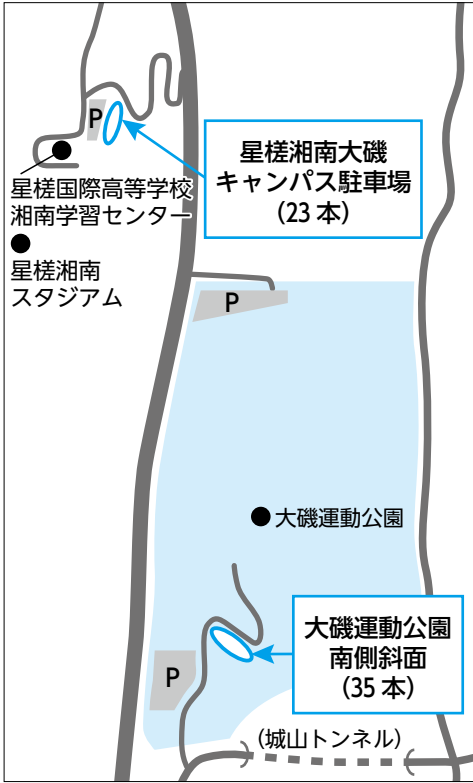 P
星槎湘南大磯
キャンパス駐車場
（23 本）
星槎国際高等学校
湘南学習センター
星槎湘南
スタジアム
P
大磯運動公園
大磯運動公園
南側斜面
（35 本）
P
（城山トンネル）